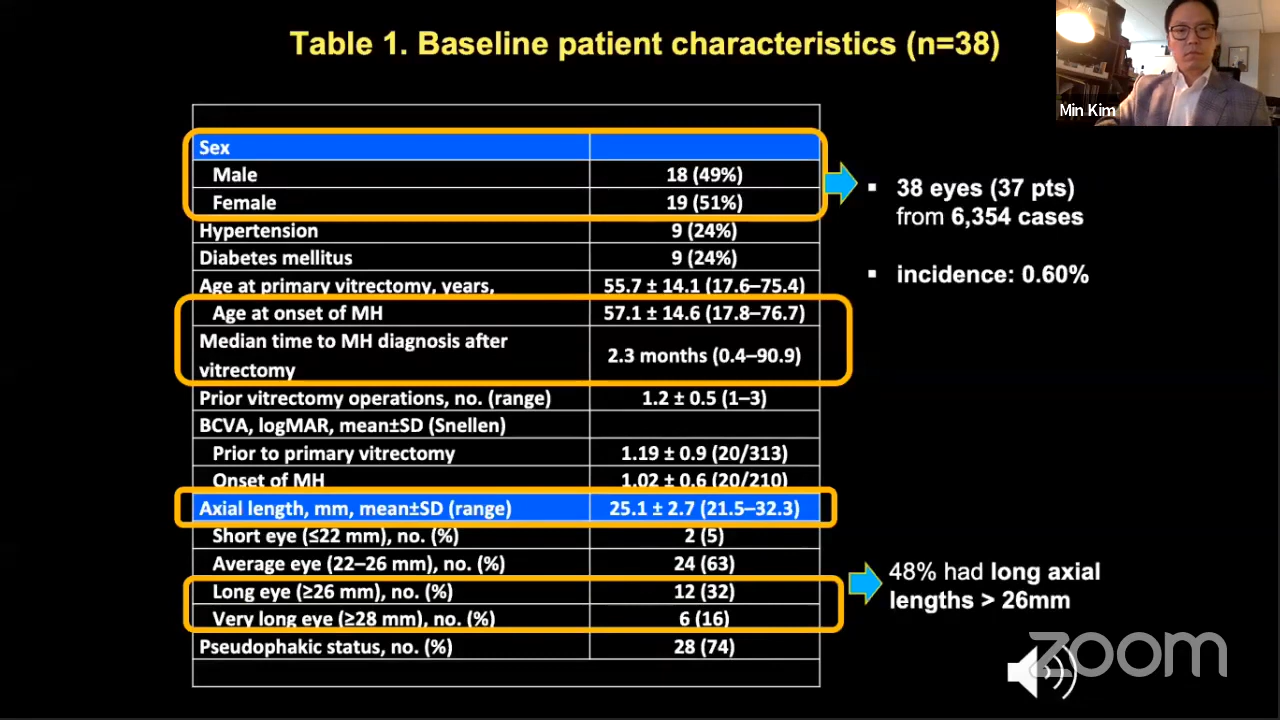 Table 1. Baseline patient characteristics (n=38)
Min Kim
Sex
Male 18 (49%)
Female 19 (51%)
Hypertension 9 (24%)
Diabetes mellitus 9 (24%)
Age at primary vitrectomy, years, 55.7 ± 14.1 (17.6–75.4)
Age at onset of MH 57.1 ± 14.6 (17.8–76.7)
Median time to MH diagnosis after
vitrectomy 2.3 months (0.4–90.9)
Prior vitrectomy operations, no. (range) 1.2 ± 0.5 (1–3)
BCVA, logMAR, mean±SD (Snellen)
Prior to primary vitrectomy 1.19 ± 0.9 (20/313)
Onset of MH 1.02 ± 0.6 (20/210)
Axial length, mm, mean±SD (range) 25.1 ± 2.7 (21.5–32.3)
Short eye (≤22 mm), no. (%) 2 (5)
Average eye (22–26 mm), no. (%) 24 (63)
Long eye (≥26 mm), no. (%) 12 (32)
Very long eye (≥28 mm), no. (%) 6 (16)
Pseudophakic status, no. (%) 28 (74)
▪ 38 eyes (37 pts)
from 6,354 cases
▪ incidence: 0.60%
48% had long axial
lengths > 26mm
zoom